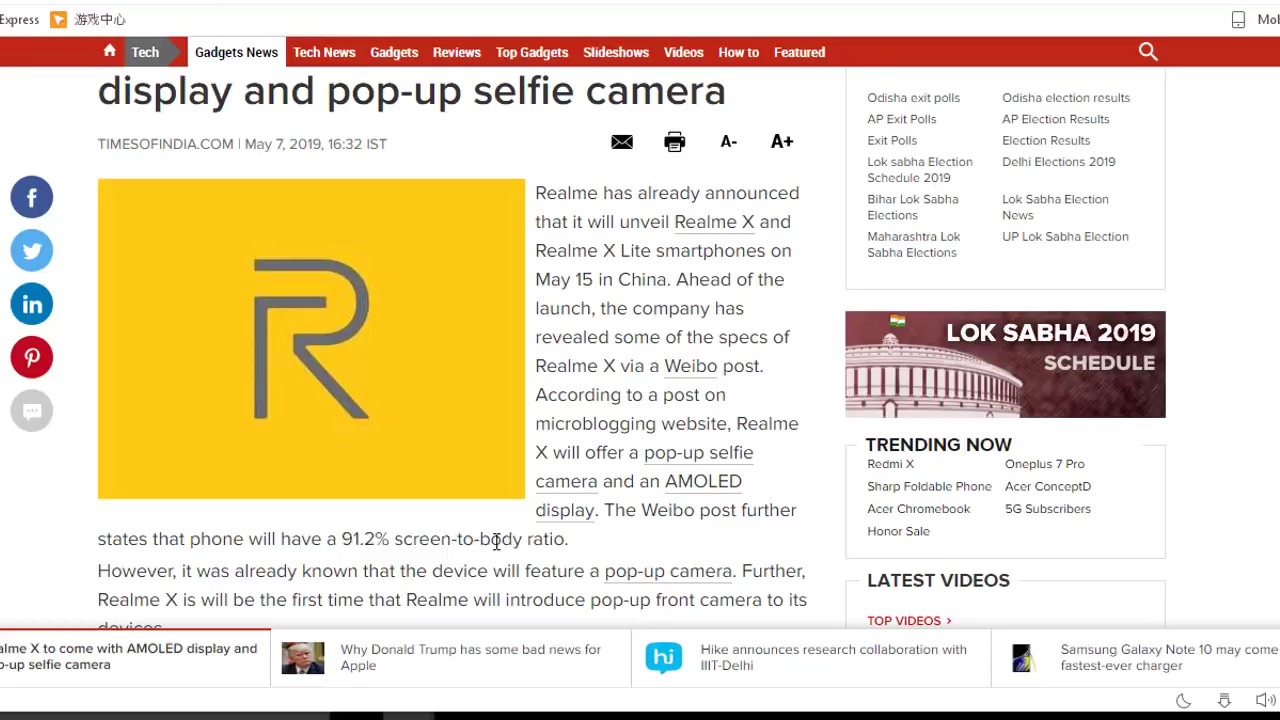 Express 游戏中心
Tech Gadgets News Tech News Gadgets Reviews Top Gadgets Slideshows Videos How to Featured
display and pop-up selfie camera
TIMESOFINDIA.COM | May 7, 2019, 16:32 IST
A- A+
Realme has already announced
that it will unveil Realme X and
Realme X Lite smartphones on
May 15 in China. Ahead of the
launch, the company has
revealed some of the specs of
Realme X via a Weibo post.
According to a post on
microblogging website, Realme
X will offer a pop-up selfie
camera and an AMOLED
display. The Weibo post further
states that phone will have a 91.2% screen-to-body ratio.
However, it was already known that the device will feature a pop-up camera. Further,
Realme X is will be the first time that Realme will introduce pop-up front camera to its
devices.
Odisha exit polls Odisha election results
AP Exit Polls AP Election Results
Exit Polls Election Results
Lok sabha Election
Schedule 2019
Delhi Elections 2019
Bihar Lok Sabha
Elections
Lok Sabha Election
News
Maharashtra Lok
Sabha Elections
UP Lok Sabha Election
LOK SABHA 2019
SCHEDULE
TRENDING NOW
Redmi X Oneplus 7 Pro
Sharp Foldable Phone Acer ConceptD
Acer Chromebook 5G Subscribers
Honor Sale
LATEST VIDEOS
TOP VIDEOS >
alme X to come with AMOLED display and
p-up selfie camera
Why Donald Trump has some bad news for
Apple
hi
Hike announces research collaboration with
IIIT-Delhi
Samsung Galaxy Note 10 may come
fastest-ever charger